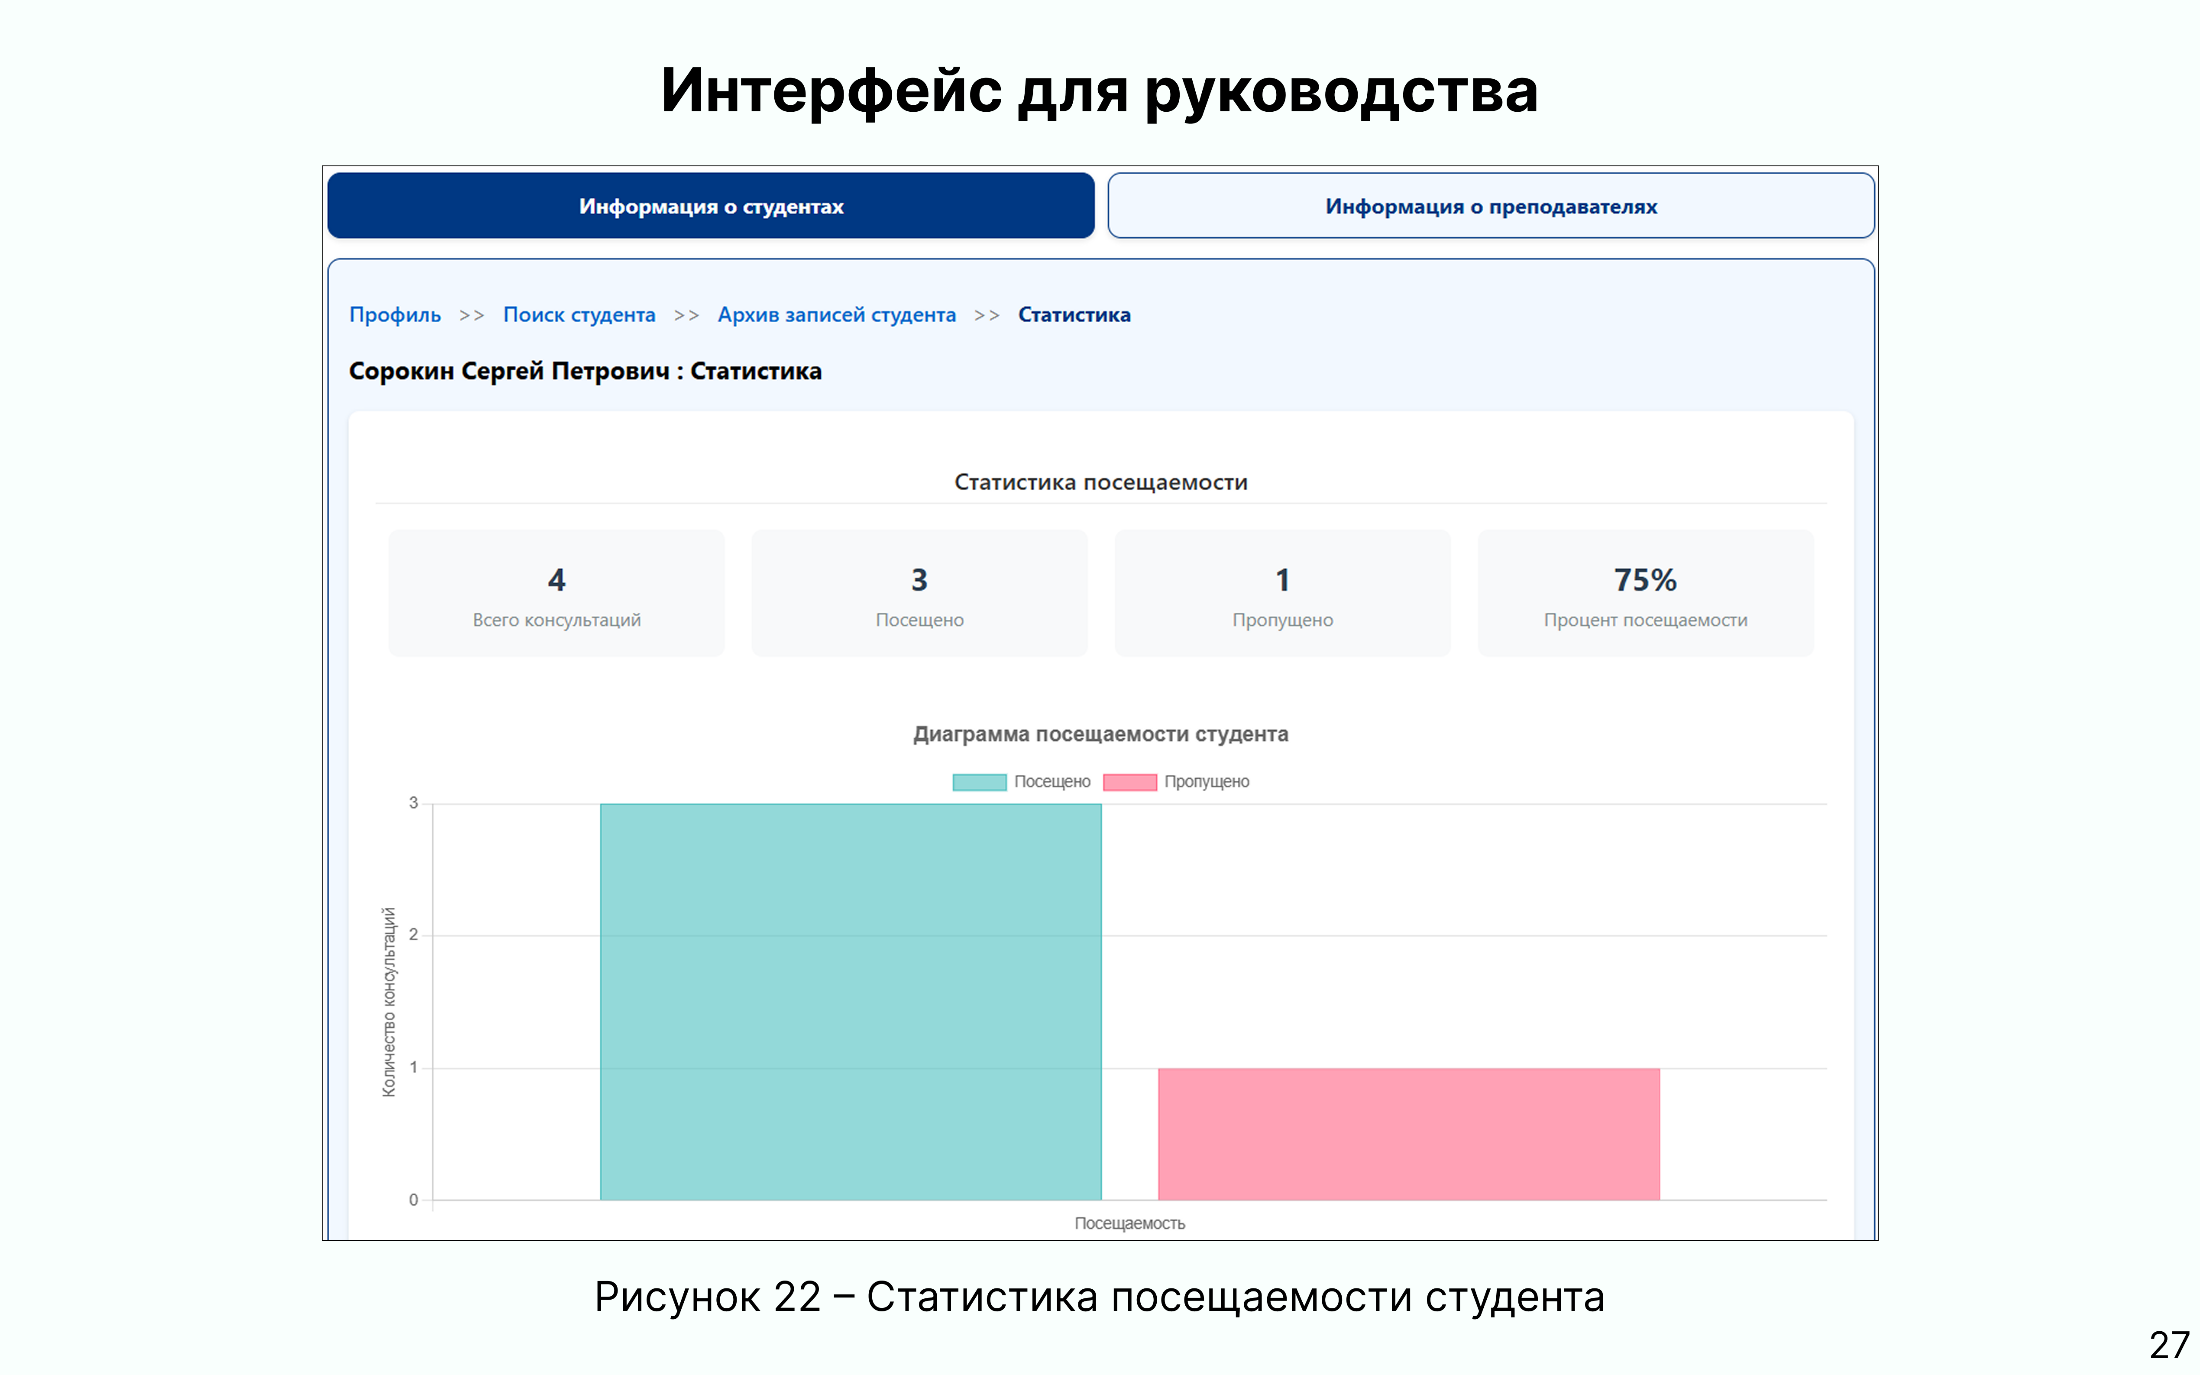 Интерфейс для руководства
Информация о студентах
Информация о преподавателях
Профиль >> Поиск студента >> Архив записей студента >> Статистика
Сорокин Сергей Петрович : Статистика
Статистика посещаемости
4
Всего консультаций
3
Посещено
1
Пропущено
75%
Процент посещаемости
Диаграмма посещаемости студента
Посещено Пропущено
Количество консультаций
3
2
1
0
Посещаемость
Рисунок 22 – Статистика посещаемости студента
27